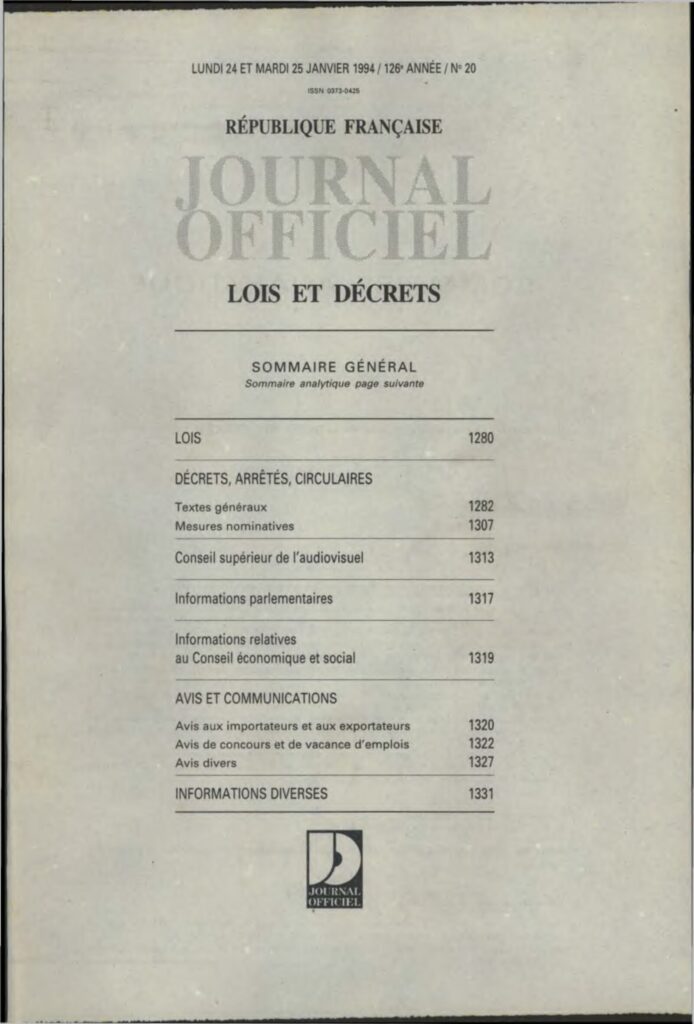 LUNDI 24 ET MARDI 25 JANVIER 1994 / 126e ANNÉE / No 20
ISSN 0373-0425
RÉPUBLIQUE FRANÇAISE
JOURNAL
OFFICIEL
LOIS ET DÉCRETS
SOMMAIRE GÉNÉRAL
Sommaire analytique page suivante
LOIS 1280
DÉCRETS, ARRÊTÉS, CIRCULAIRES
Textes généraux 1282
Mesures nominatives 1307
Conseil supérieur de l'audiovisuel 1313
Informations parlementaires 1317
Informations relatives
au Conseil économique et social 1319
AVIS ET COMMUNICATIONS
Avis aux importateurs et aux exportateurs 1320
Avis de concours et de vacance d'emplois 1322
Avis divers 1327
INFORMATIONS DIVERSES 1331
JOURNAL
OFFICIEL